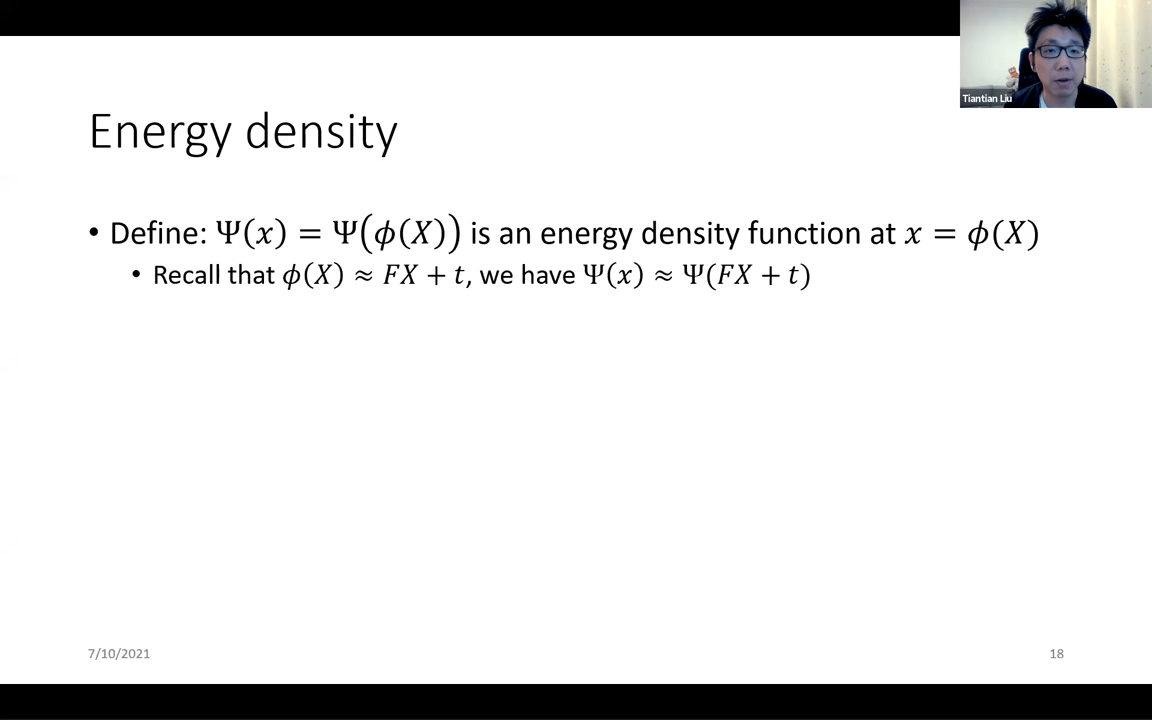 Tiantian Liu
Energy density
• Define: Ψ(𝑥) = Ψ(𝜙(𝑋)) is an energy density function at 𝑥 = 𝜙(𝑋)
• Recall that 𝜙(𝑋) ≈ 𝐹𝑋 + 𝑡, we have Ψ(𝑥) ≈ Ψ(𝐹𝑋 + 𝑡)
7/10/2021
18